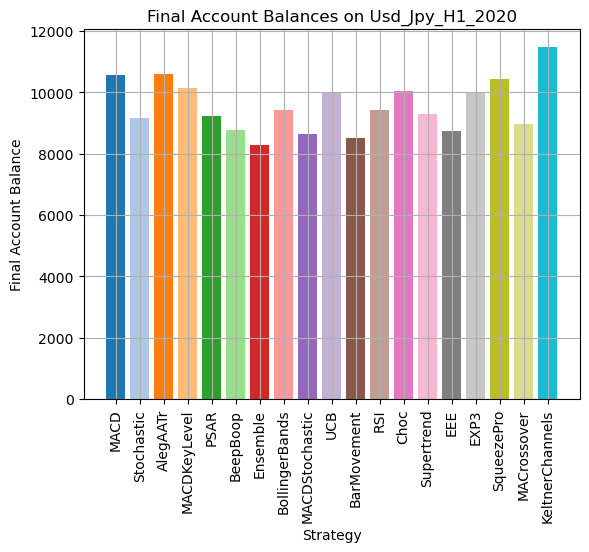 Final Account Balances on Usd_Jpy_H1_2020
Final Account Balance
12000
10000
8000
6000
4000
2000
0
MACD
Stochastic
AlegAATr
MACDKeyLevel
PSAR
BeepBoop
Ensemble
BollingerBands
MACDStochastic
UCB
BarMovement
RSI
Choc
Supertrend
EEE
EXP3
SqueezePro
MACrossover
KeltnerChannels
Strategy